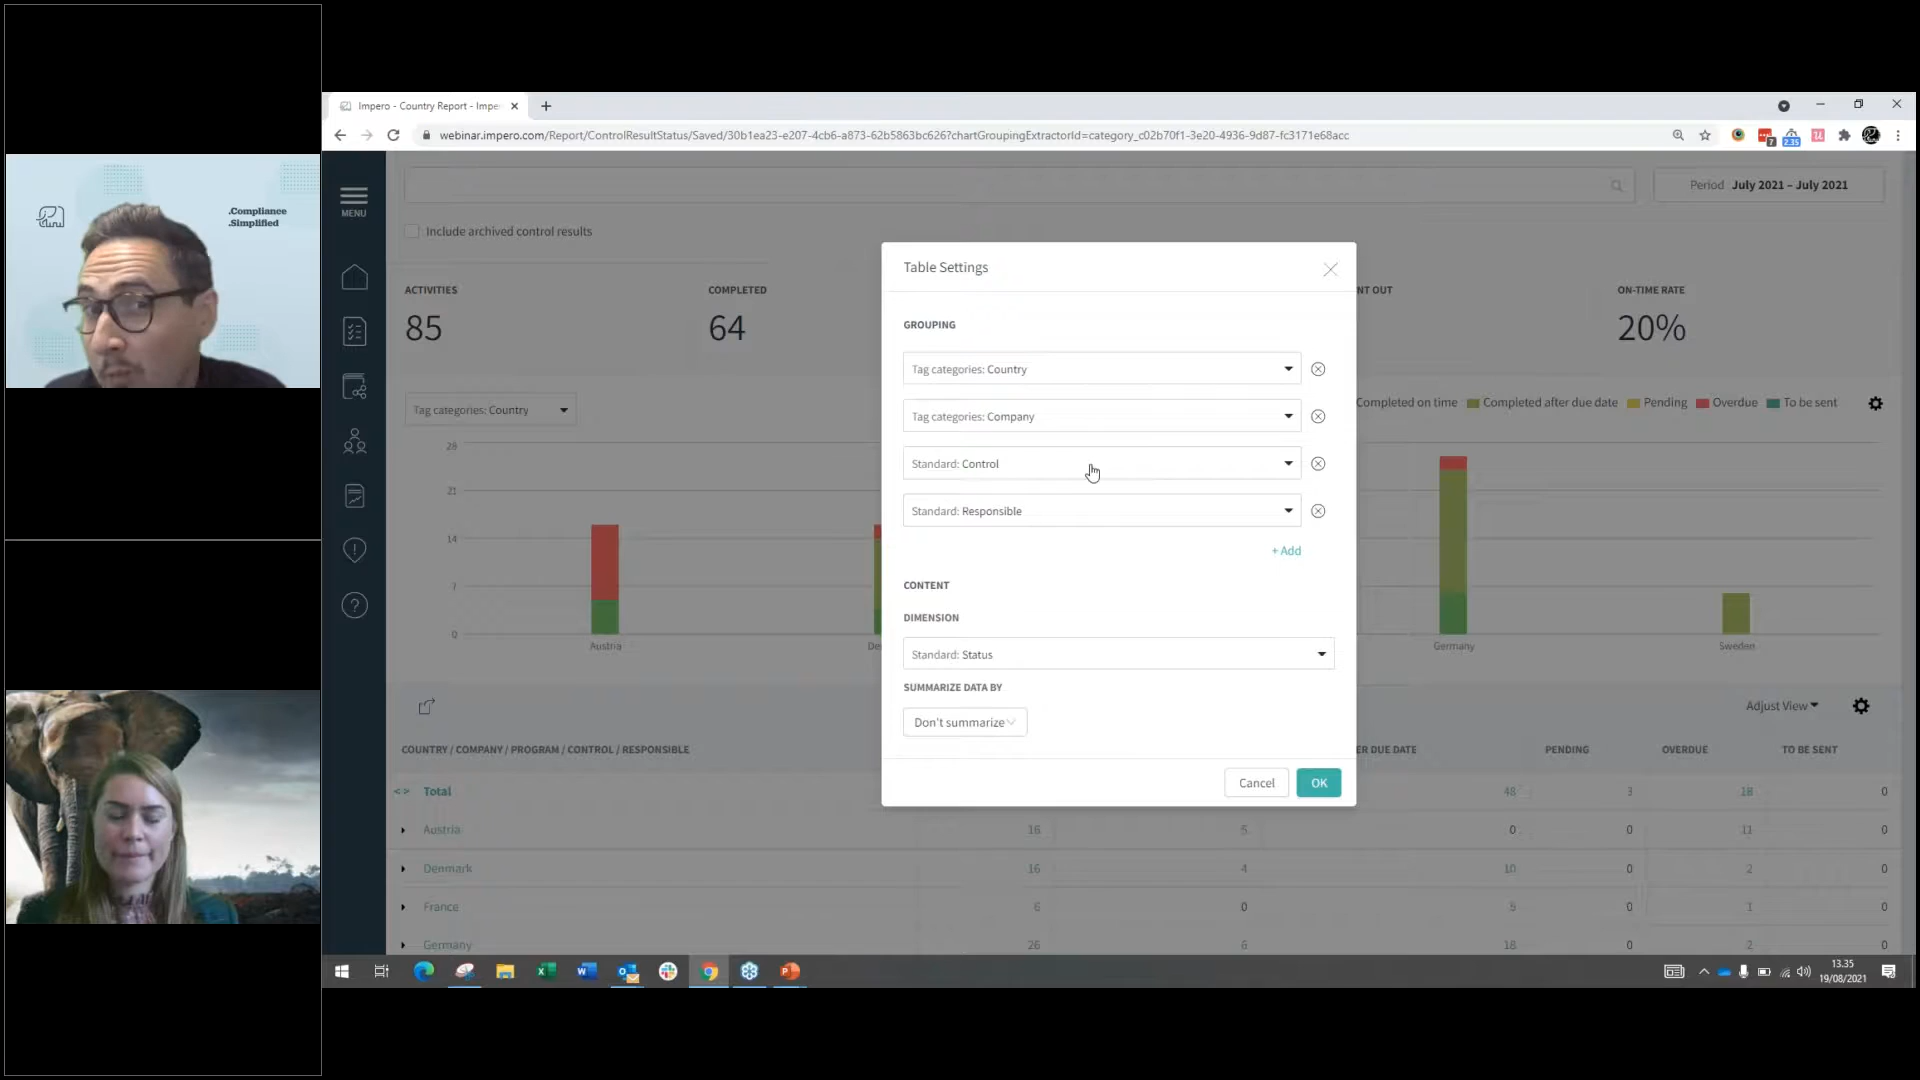 .Compliance
.Simplified
Impero - Country Report - Impe
webinar.impero.com/Report/ControlResultStatus/Saved/30b1ea23-e207-4cb6-a873-62b5863bc626?chartGroupingExtractorId=category_c02b70f1-3e20-4936-9d87-fc3171e68acc
7
2.35
MENU
Period July 2021 – July 2021
Include archived control results
ACTIVITIES
COMPLETED
NT OUT
ON-TIME RATE
85
64
20%
Tag categories: Country
Completed on time
Completed after due date
Pending
Overdue
To be sent
28
21
14
7
0
Austria
De
Germany
Sweden
Adjust View
COUNTRY / COMPANY / PROGRAM / CONTROL / RESPONSIBLE
ER DUE DATE
PENDING
OVERDUE
TO BE SENT
<> Total
48
3
18
0
Austria
16
5
0
0
11
0
Denmark
16
4
10
0
2
0
France
6
0
5
0
1
0
Germany
26
6
18
0
2
0
Table Settings
GROUPING
Tag categories: Country
Tag categories: Company
Standard: Control
Standard: Responsible
+ Add
CONTENT
DIMENSION
Standard: Status
SUMMARIZE DATA BY
Don't summarize
Cancel
OK
13.35
19/08/2021